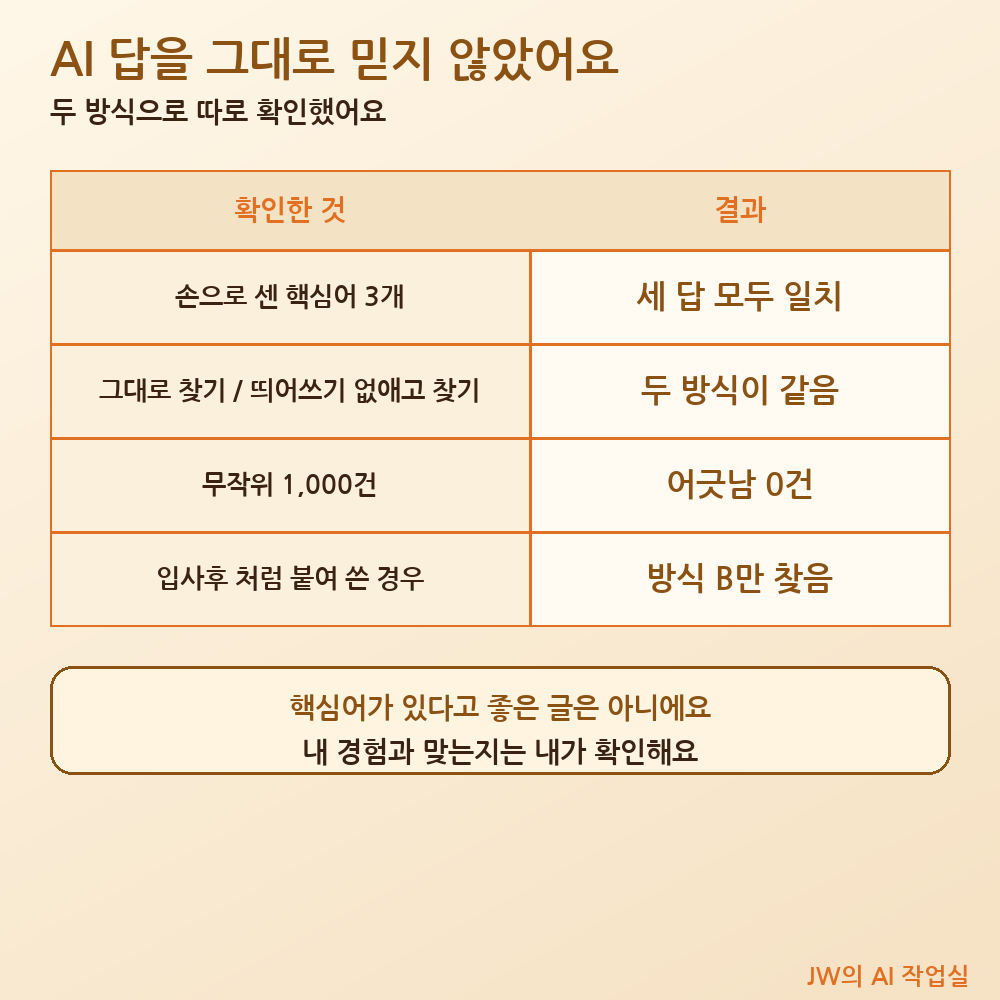 AI 답을 그대로 믿지 않았어요
두 방식으로 따로 확인했어요
확인한 것 결과
손으로 센 핵심어 3개 세 답 모두 일치
그대로 찾기 / 띄어쓰기 없애고 찾기 두 방식이 같음
무작위 1,000건 어긋남 0건
입사후 처럼 붙여 쓴 경우 방식 B만 찾음
핵심어가 있다고 좋은 글은 아니에요
내 경험과 맞는지는 내가 확인해요
JW의 AI 작업실